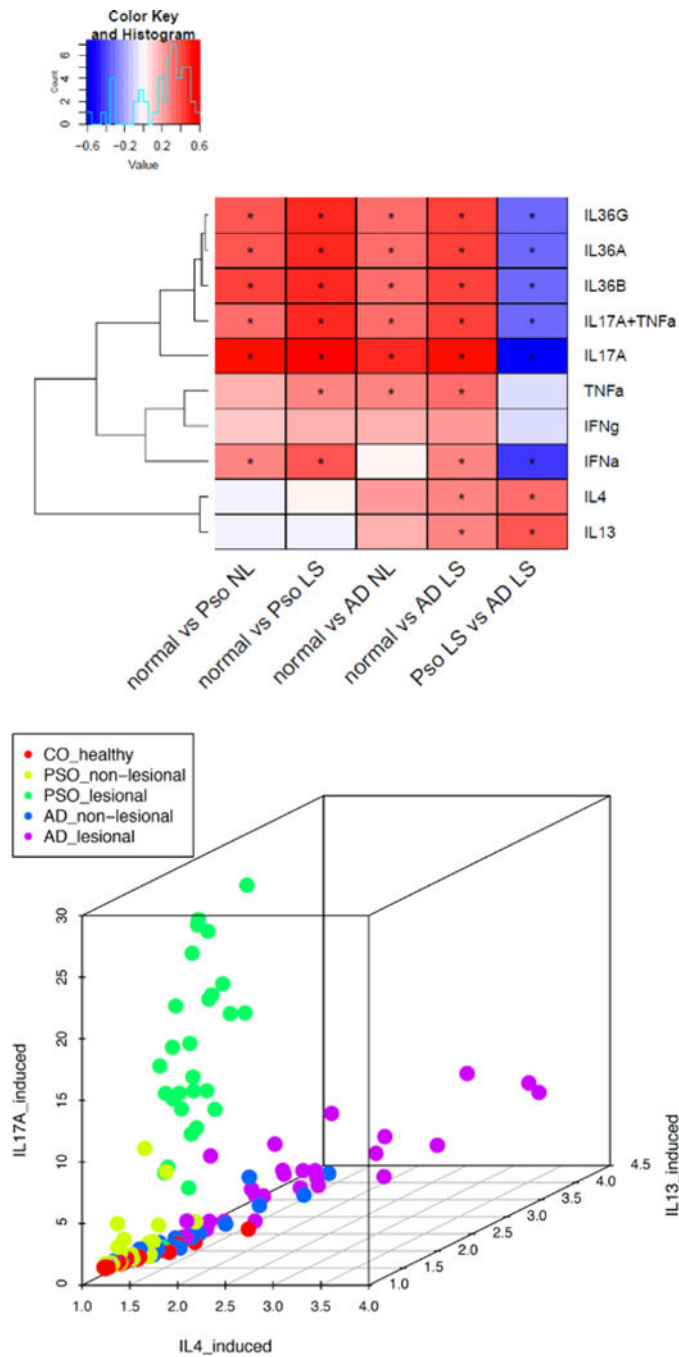 Color Key
and Histogram
Count
0 2 4 6
−0.6 −0.2 0.2 0.6
Value
* * * * * IL36G
* * * * * IL36A
* * * * * IL36B
* * * * * IL17A+TNFa
* * * * * IL17A
* * * TNFa
IFNg
* * * * IFNa
* * IL4
* * IL13
normal vs Pso NL
normal vs Pso LS
normal vs AD NL
normal vs AD LS
Pso LS vs AD LS
CO_healthy
PSO_non-lesional
PSO_lesional
AD_non-lesional
AD_lesional
IL17A_induced
30
25
20
15
10
5
0
1.0 1.5 2.0 2.5 3.0 3.5 4.0
IL4_induced
4.5
4.0
3.5
3.0
2.5
2.0
1.5
1.0
IL13_induced